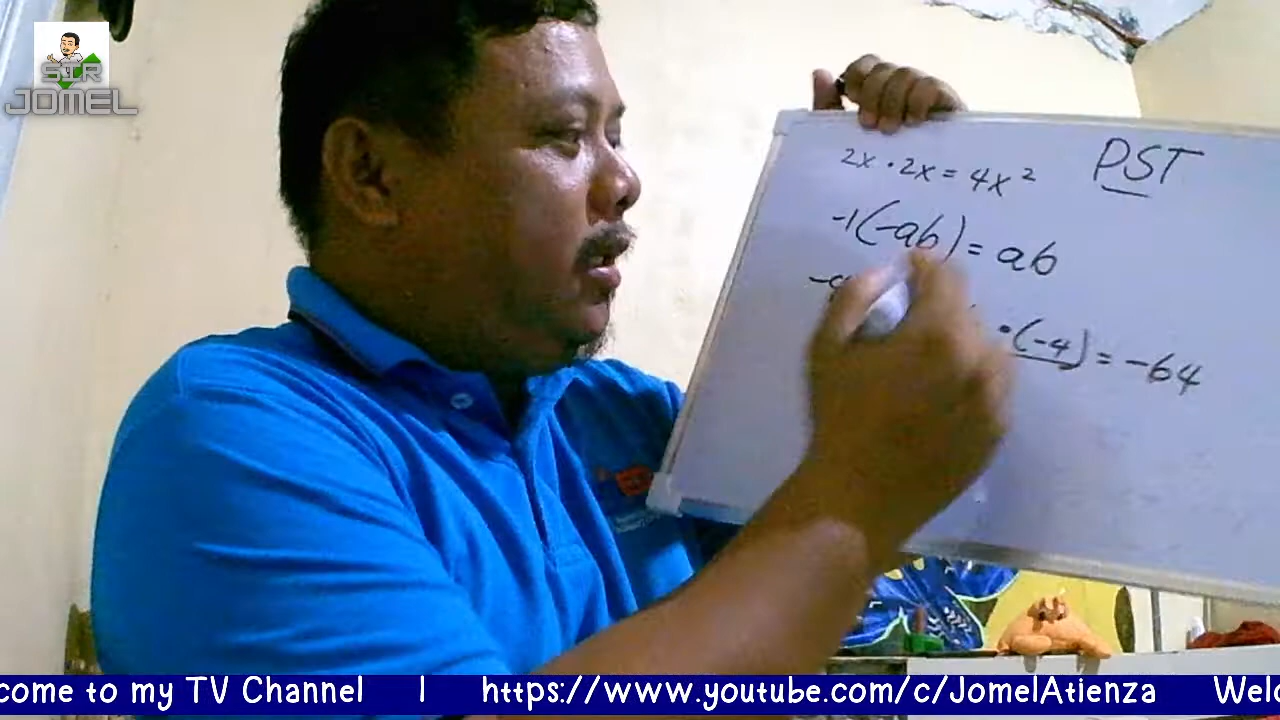 SIR
JOMEL
PST
2x · 2x = 4x²
-1(-ab) = ab
· (-4) = -64
come to my TV Channel | https://www.youtube.com/c/JomelAtienza Welc